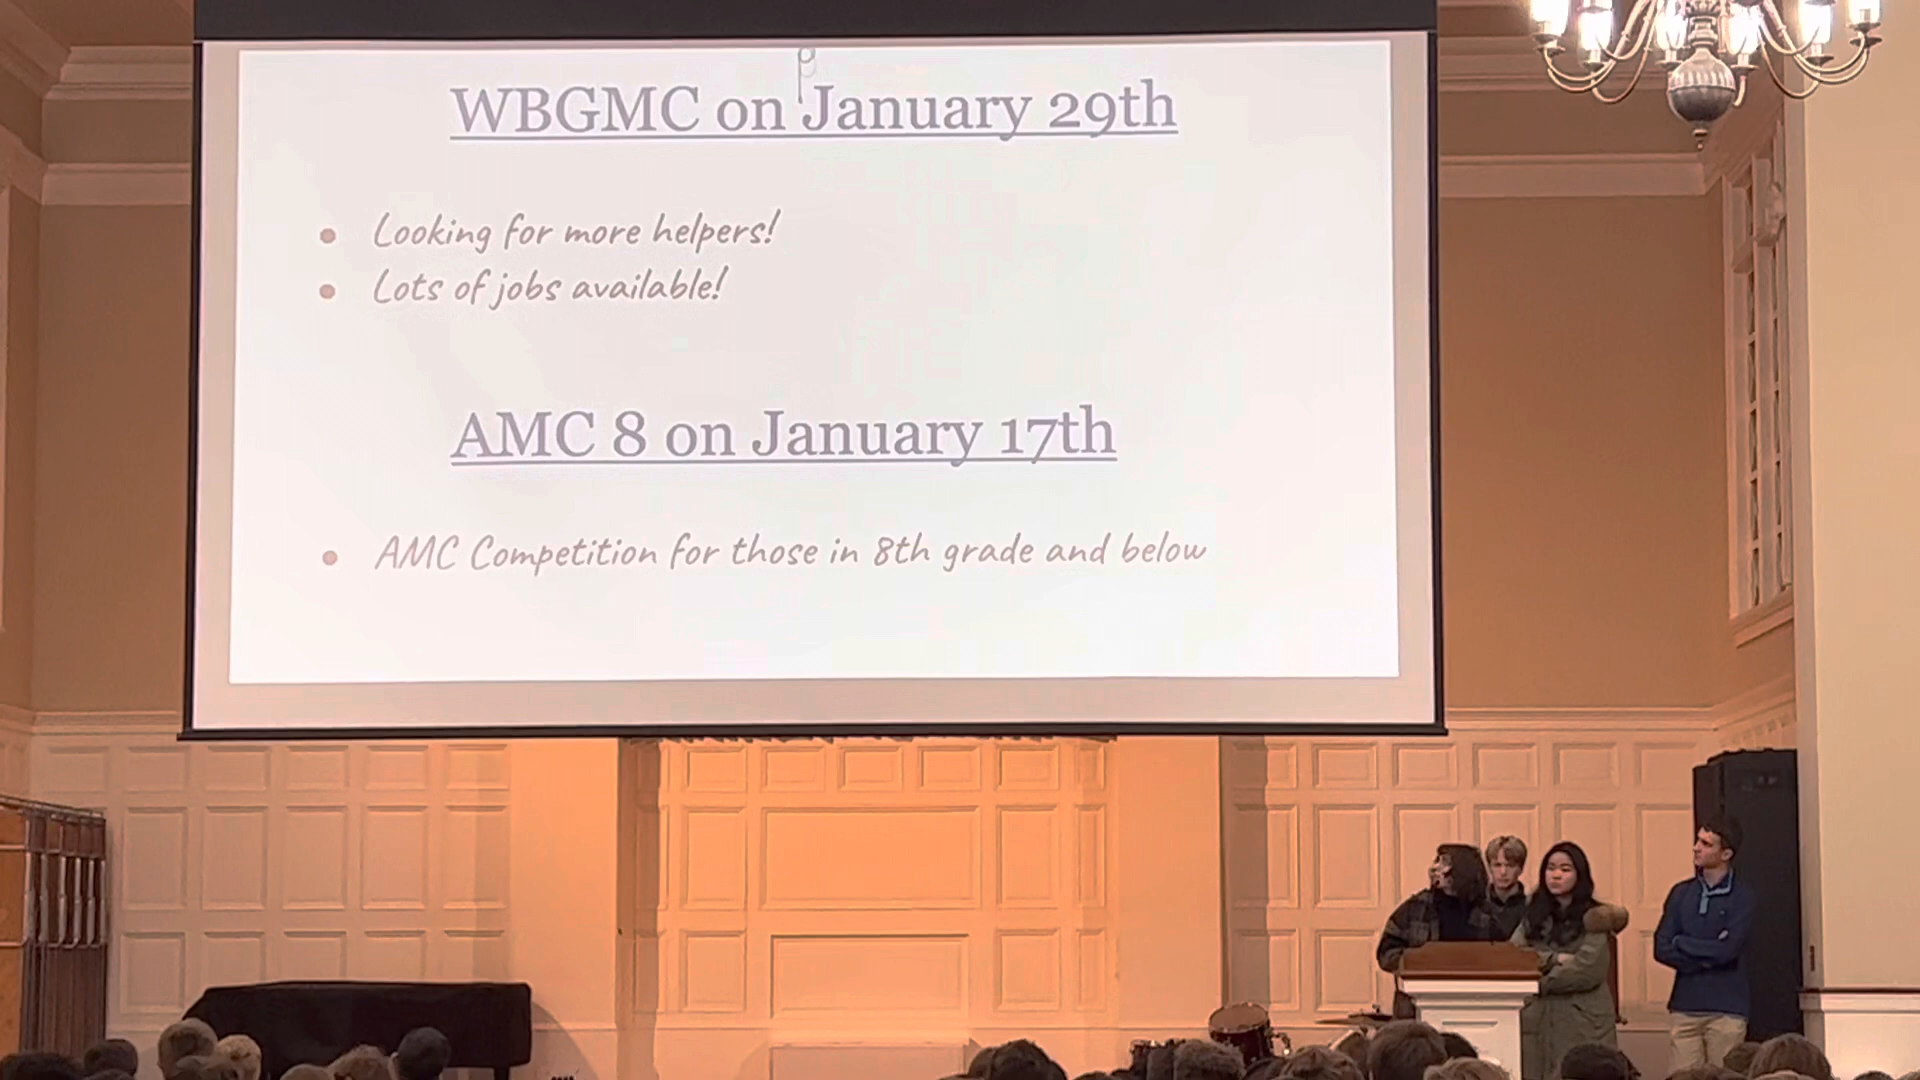 WBGMC on January 29th
Looking for more helpers!
Lots of jobs available!
AMC 8 on January 17th
AMC Competition for those in 8th grade and below